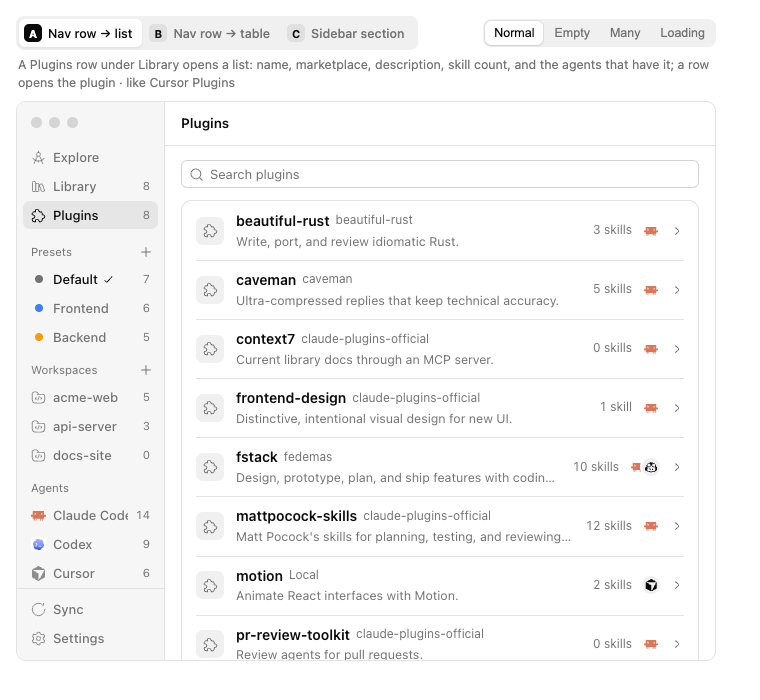 A Nav row → list B Nav row → table C Sidebar section Normal Empty Many Loading
A Plugins row under Library opens a list: name, marketplace, description, skill count, and the agents that have it; a row
opens the plugin · like Cursor Plugins
Plugins
Explore
Library 8
Plugins 8
Presets +
Default ✓ 7
Frontend 6
Backend 5
Workspaces +
acme-web 5
api-server 3
docs-site 0
Agents
Claude Code 14
Codex 9
Cursor 6
Sync
Settings
Search plugins
beautiful-rust beautiful-rust 3 skills
Write, port, and review idiomatic Rust.
caveman caveman 5 skills
Ultra-compressed replies that keep technical accuracy.
context7 claude-plugins-official 0 skills
Current library docs through an MCP server.
frontend-design claude-plugins-official 1 skill
Distinctive, intentional visual design for new UI.
fstack fedemas 10 skills
Design, prototype, plan, and ship features with codin...
mattpocock-skills claude-plugins-official 12 skills
Matt Pocock's skills for planning, testing, and reviewing...
motion Local 2 skills
Animate React interfaces with Motion.
pr-review-toolkit claude-plugins-official 0 skills
Review agents for pull requests.